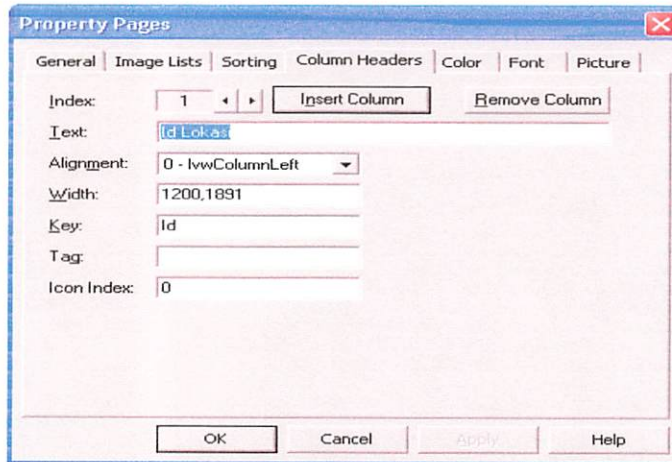 Property Pages
General Image Lists Sorting Column Headers Color Font Picture
Index: 1 Insert Column Remove Column
Text: Id Lokasi
Alignment: 0 - lvwColumnLeft
Width: 1200,1891
Key: Id
Tag:
Icon Index: 0
OK Cancel Apply Help